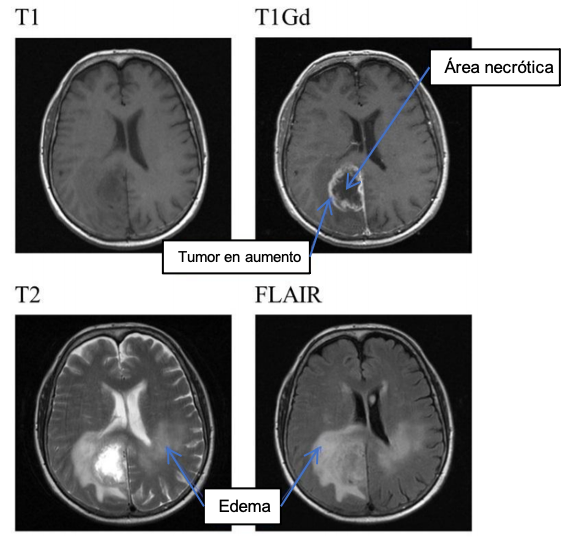 T1
T1Gd
Área necrótica
Tumor en aumento
T2
FLAIR
Edema